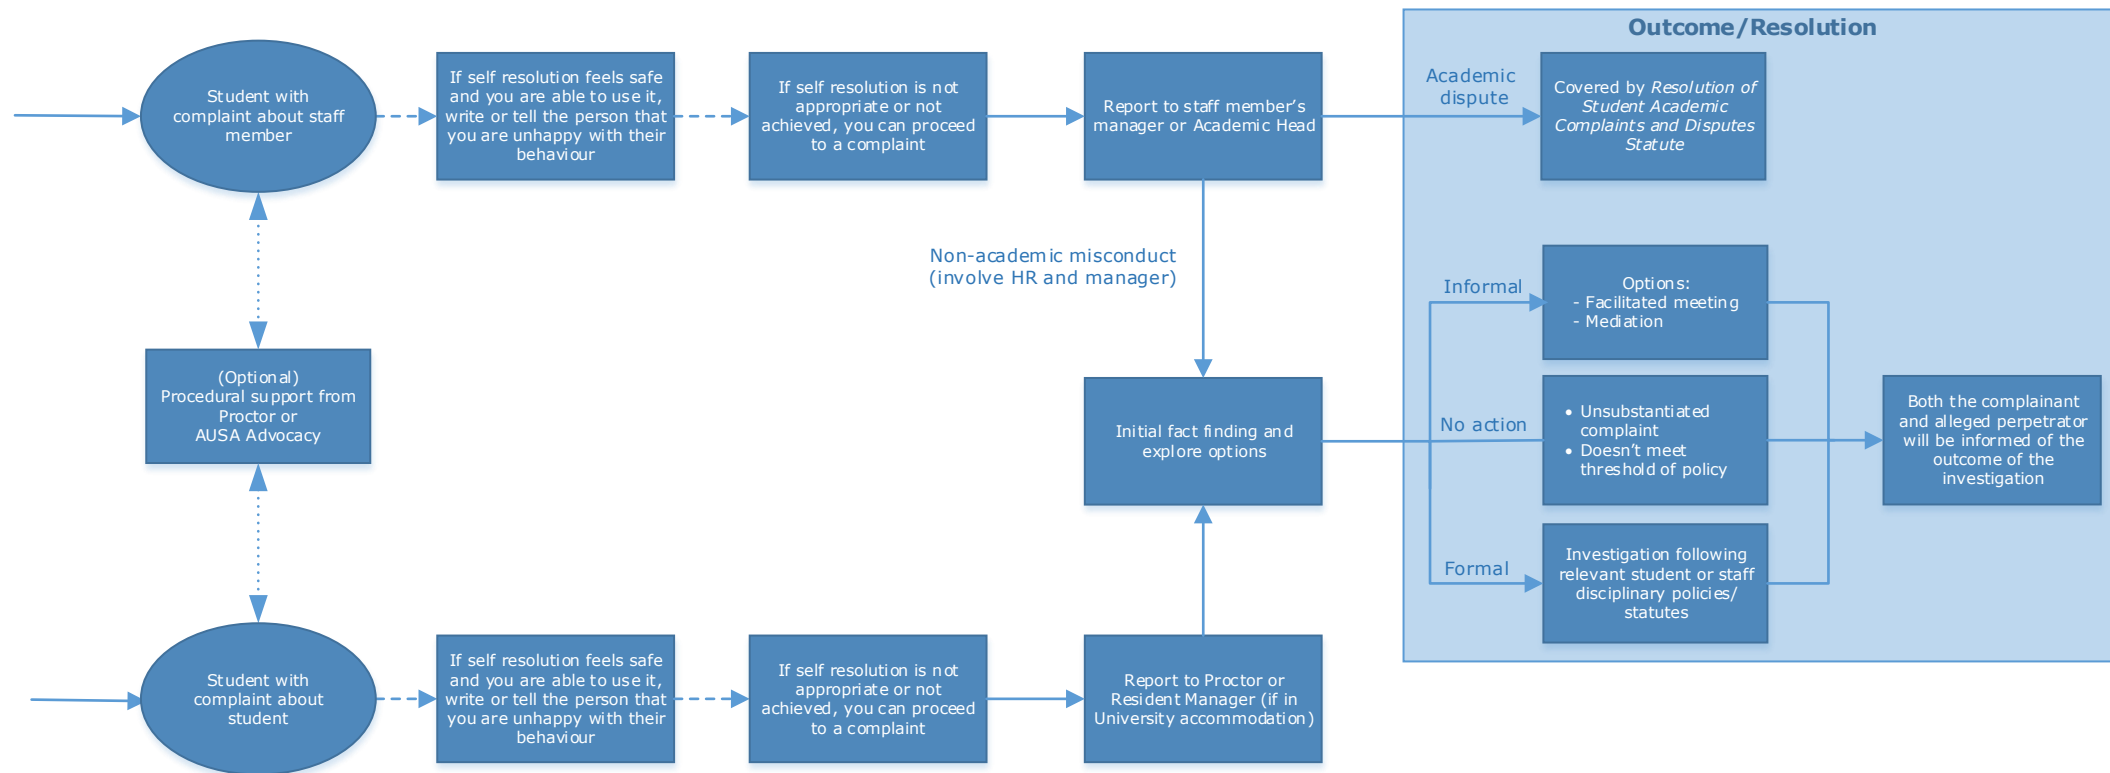 Outcome/Resolution
Student with
complaint about staff
member
If self resolution feels safe
and you are able to use it,
write or tell the person that
you are unhappy with their
behaviour
If self resolution is not
appropriate or not
achieved, you can proceed
to a complaint
Report to staff member’s
manager or Academic Head
Academic
dispute
Covered by Resolution of
Student Academic
Complaints and Disputes
Statute
Non-academic misconduct
(involve HR and manager)
Informal
Options:
- Facilitated meeting
- Mediation
(Optional)
Procedural support from
Proctor or
AUSA Advocacy
Initial fact finding and
explore options
No action
• Unsubstantiated
complaint
• Doesn’t meet
threshold of policy
Both the complainant
and alleged perpetrator
will be informed of the
outcome of the
investigation
Formal
Investigation following
relevant student or staff
disciplinary policies/
statutes
Student with
complaint about
student
If self resolution feels safe
and you are able to use it,
write or tell the person that
you are unhappy with their
behaviour
If self resolution is not
appropriate or not
achieved, you can proceed
to a complaint
Report to Proctor or
Resident Manager (if in
University accommodation)